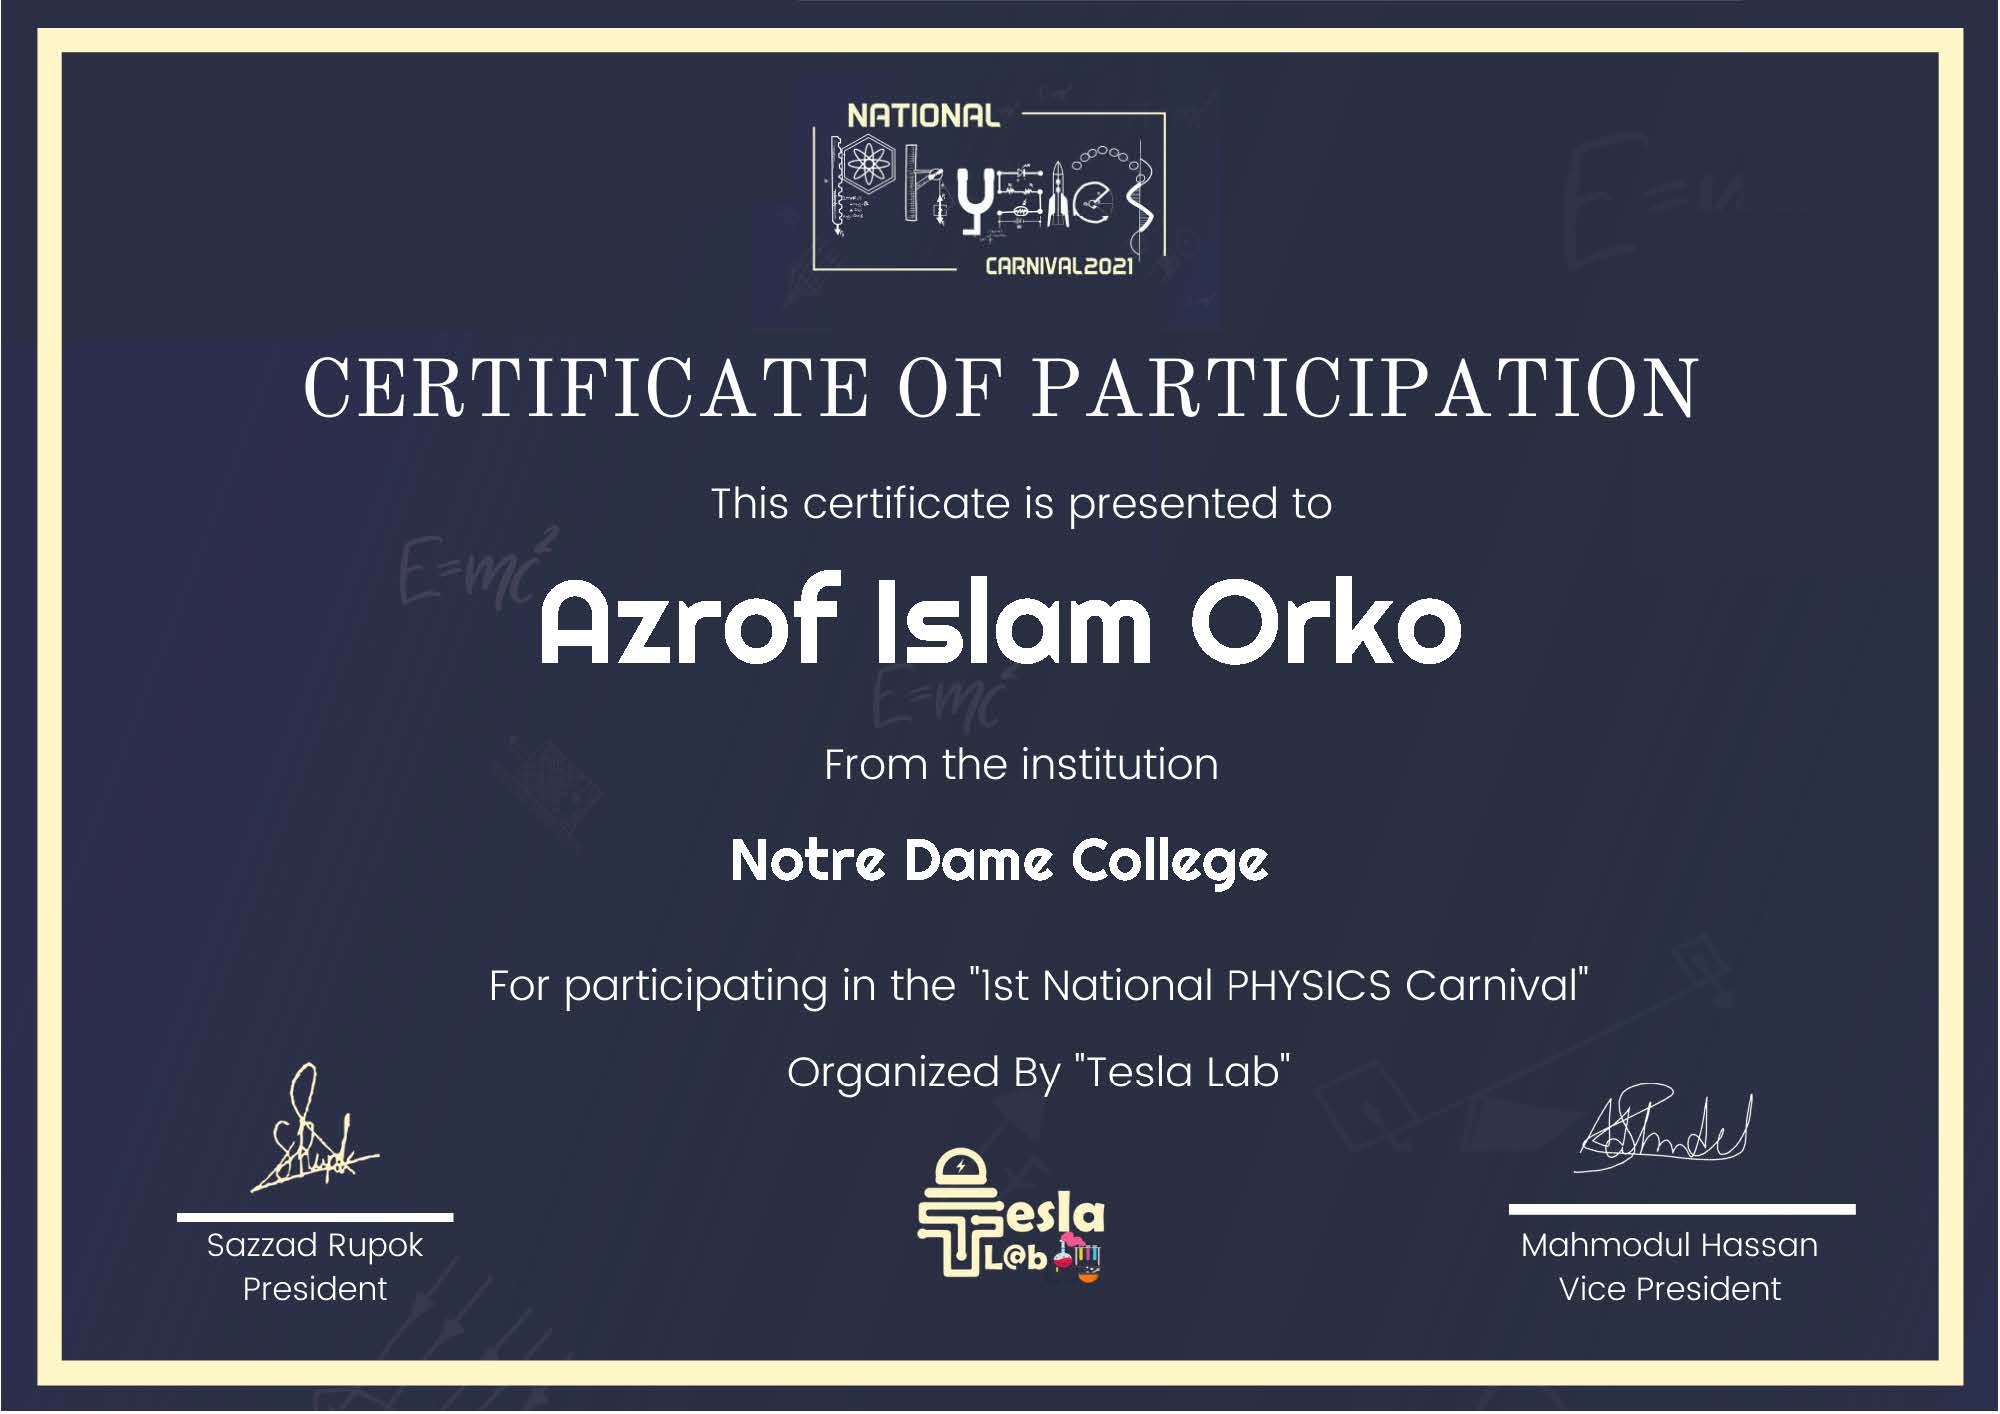 NATIONAL
PHYSICS
CARNIVAL2021
CERTIFICATE OF PARTICIPATION
This certificate is presented to
E=mc²
Azrof Islam Orko
E=mc²
From the institution
Notre Dame College
For participating in the "1st National PHYSICS Carnival"
Organized By "Tesla Lab"
Tesla
L@b
Sazzad Rupok
President
Mahmodul Hassan
Vice President